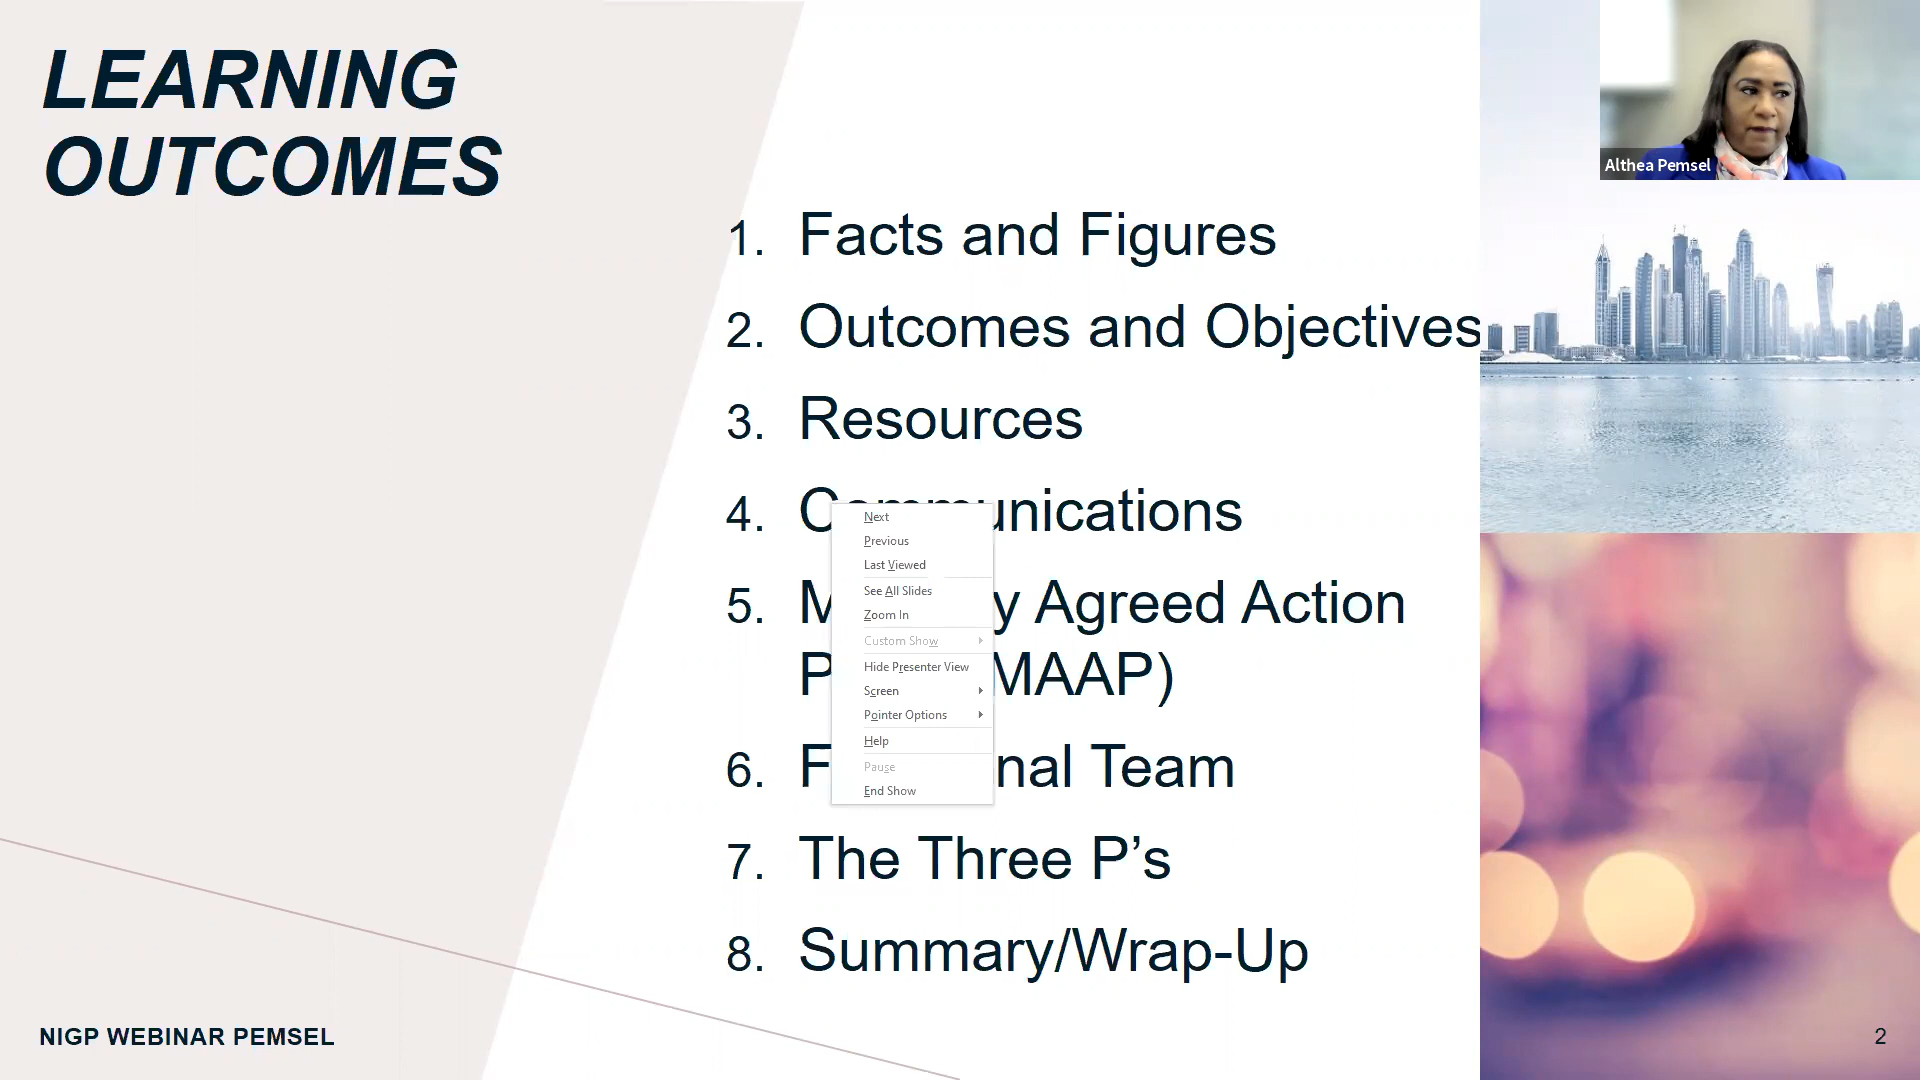 LEARNING
OUTCOMES
Althea Pemsel
1. Facts and Figures
2. Outcomes and Objectives
3. Resources
4. C unications
5. M y Agreed Action
P MAAP)
6. F nal Team
7. The Three P’s
8. Summary/Wrap-Up
Next
Previous
Last Viewed
See All Slides
Zoom In
Custom Show
Hide Presenter View
Screen
Pointer Options
Help
Pause
End Show
NIGP WEBINAR PEMSEL
2